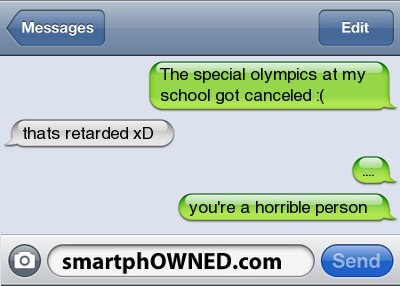 Messages
Edit
The special olympics at my
school got canceled :(
thats retarded xD
....
you're a horrible person
smartphOWNED.com
Send